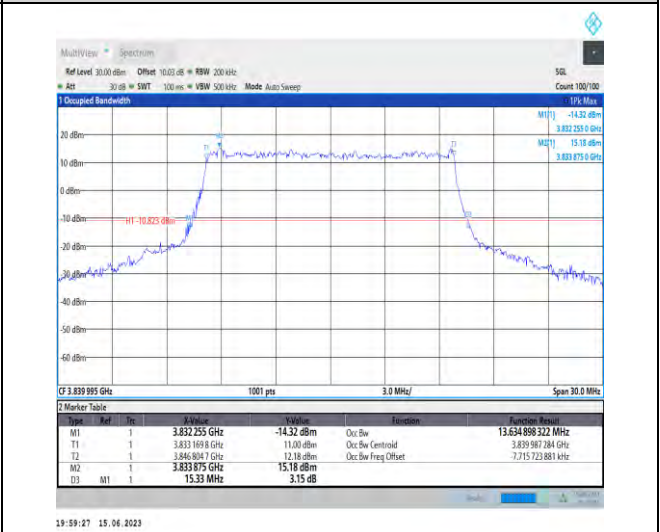 MultiView Spectrum
Ref Level 30.00 dBm Offset 10.03 dB RBW 200 kHz SGL
Att 30 dB SWT 100 ms VBW 500 kHz Mode Auto Sweep Count 100/100
1 Occupied Bandwidth 1Pk Max
M1[1] -14.32 dBm
3.832 255 0 GHz
M2[1] 15.18 dBm
3.833 875 0 GHz
M2
T1
T2
20 dBm
10 dBm
0 dBm
-10 dBm
H1 -10.823 dBm
M1
D3
-20 dBm
-30 dBm
-40 dBm
-50 dBm
-60 dBm
CF 3.839 995 GHz 1001 pts 3.0 MHz/ Span 30.0 MHz
2 Marker Table
Type Ref Trc X-Value Y-Value Function Function Result
M1 1 3.832 255 GHz -14.32 dBm Occ Bw 13.634 898 322 MHz
T1 1 3.833 169 8 GHz 11.00 dBm Occ Bw Centroid 3.839 987 284 GHz
T2 1 3.846 804 7 GHz 12.18 dBm Occ Bw Freq Offset -7.715 723 881 kHz
M2 1 3.833 875 GHz 15.18 dBm
D3 M1 1 15.33 MHz 3.15 dB
19:59:27 15.06.2023